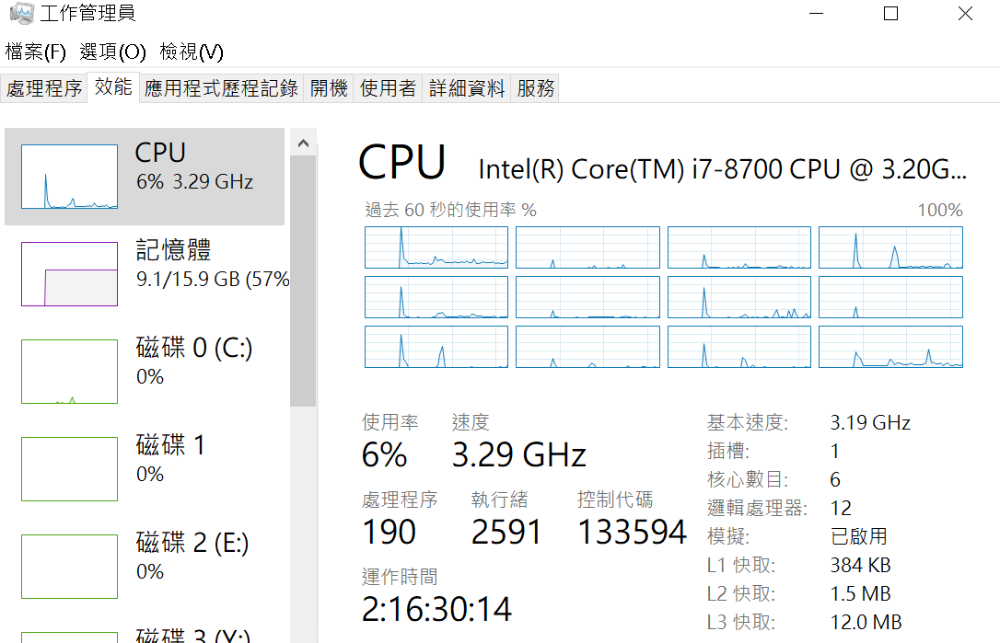 工作管理員
檔案(F) 選項(O) 檢視(V)
處理程序 效能 應用程式歷程記錄 開機 使用者 詳細資料 服務
CPU
6% 3.29 GHz
記憶體
9.1/15.9 GB (57%
磁碟 0 (C:)
0%
磁碟 1
0%
磁碟 2 (E:)
0%
磁碟 3 (Y:)
CPU Intel(R) Core(TM) i7-8700 CPU @ 3.20G...
過去 60 秒的使用率 % 100%
使用率 速度
6% 3.29 GHz
處理程序 執行緒 控制代碼
190 2591 133594
運作時間
2:16:30:14
基本速度: 3.19 GHz
插槽: 1
核心數目: 6
邏輯處理器: 12
模擬: 已啟用
L1 快取: 384 KB
L2 快取: 1.5 MB
L3 快取: 12.0 MB